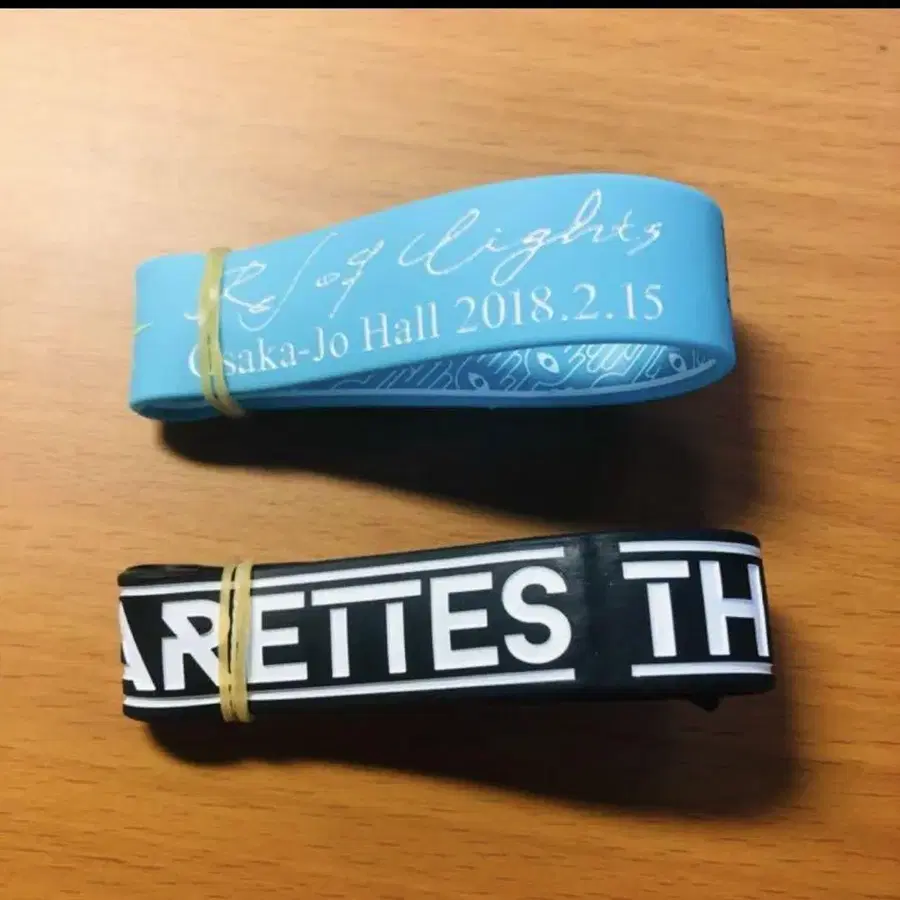 Osaka-Jo Hall 2018.2.15
ARETTES TH